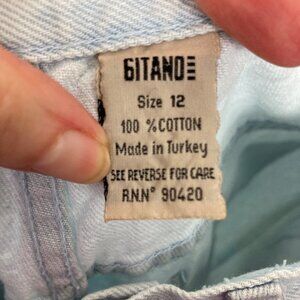 GITANO
Size 12
100 % COTTON
Made in Turkey
SEE REVERSE FOR CARE
R.N.N° 90420